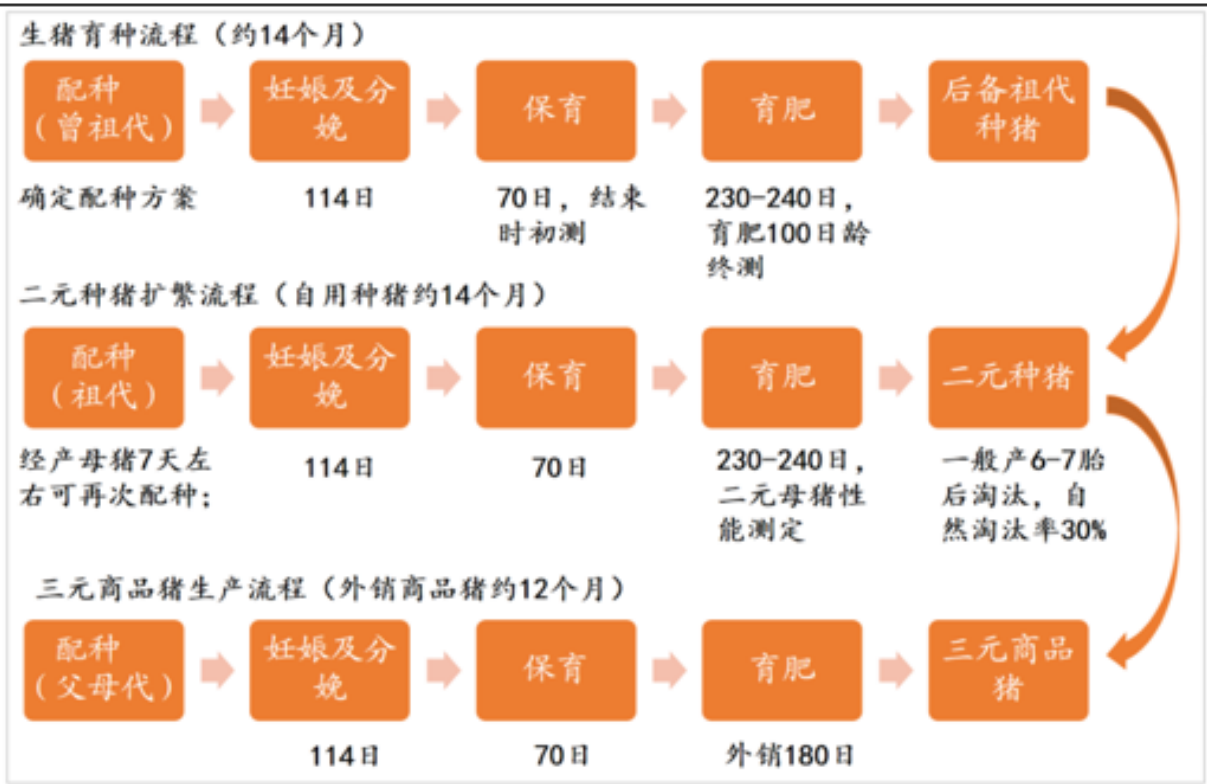 生猪育种流程（约14个月）
配种
（曾祖代）
妊娠及分
娩
保育
育肥
后备祖代
种猪
确定配种方案
114日
70日，结束
时初测
230-240日，
育肥100日龄
终测
二元种猪扩繁流程（自用种猪约14个月）
配种
（祖代）
妊娠及分
娩
保育
育肥
二元种猪
经产母猪7天左
右可再次配种；
114日
70日
230-240日，
二元母猪性
能测定
一般产6-7胎
后淘汰，自
然淘汰率30%
三元商品猪生产流程（外销商品猪约12个月）
配种
（父母代）
妊娠及分
娩
保育
育肥
三元商品
猪
114日
70日
外销180日